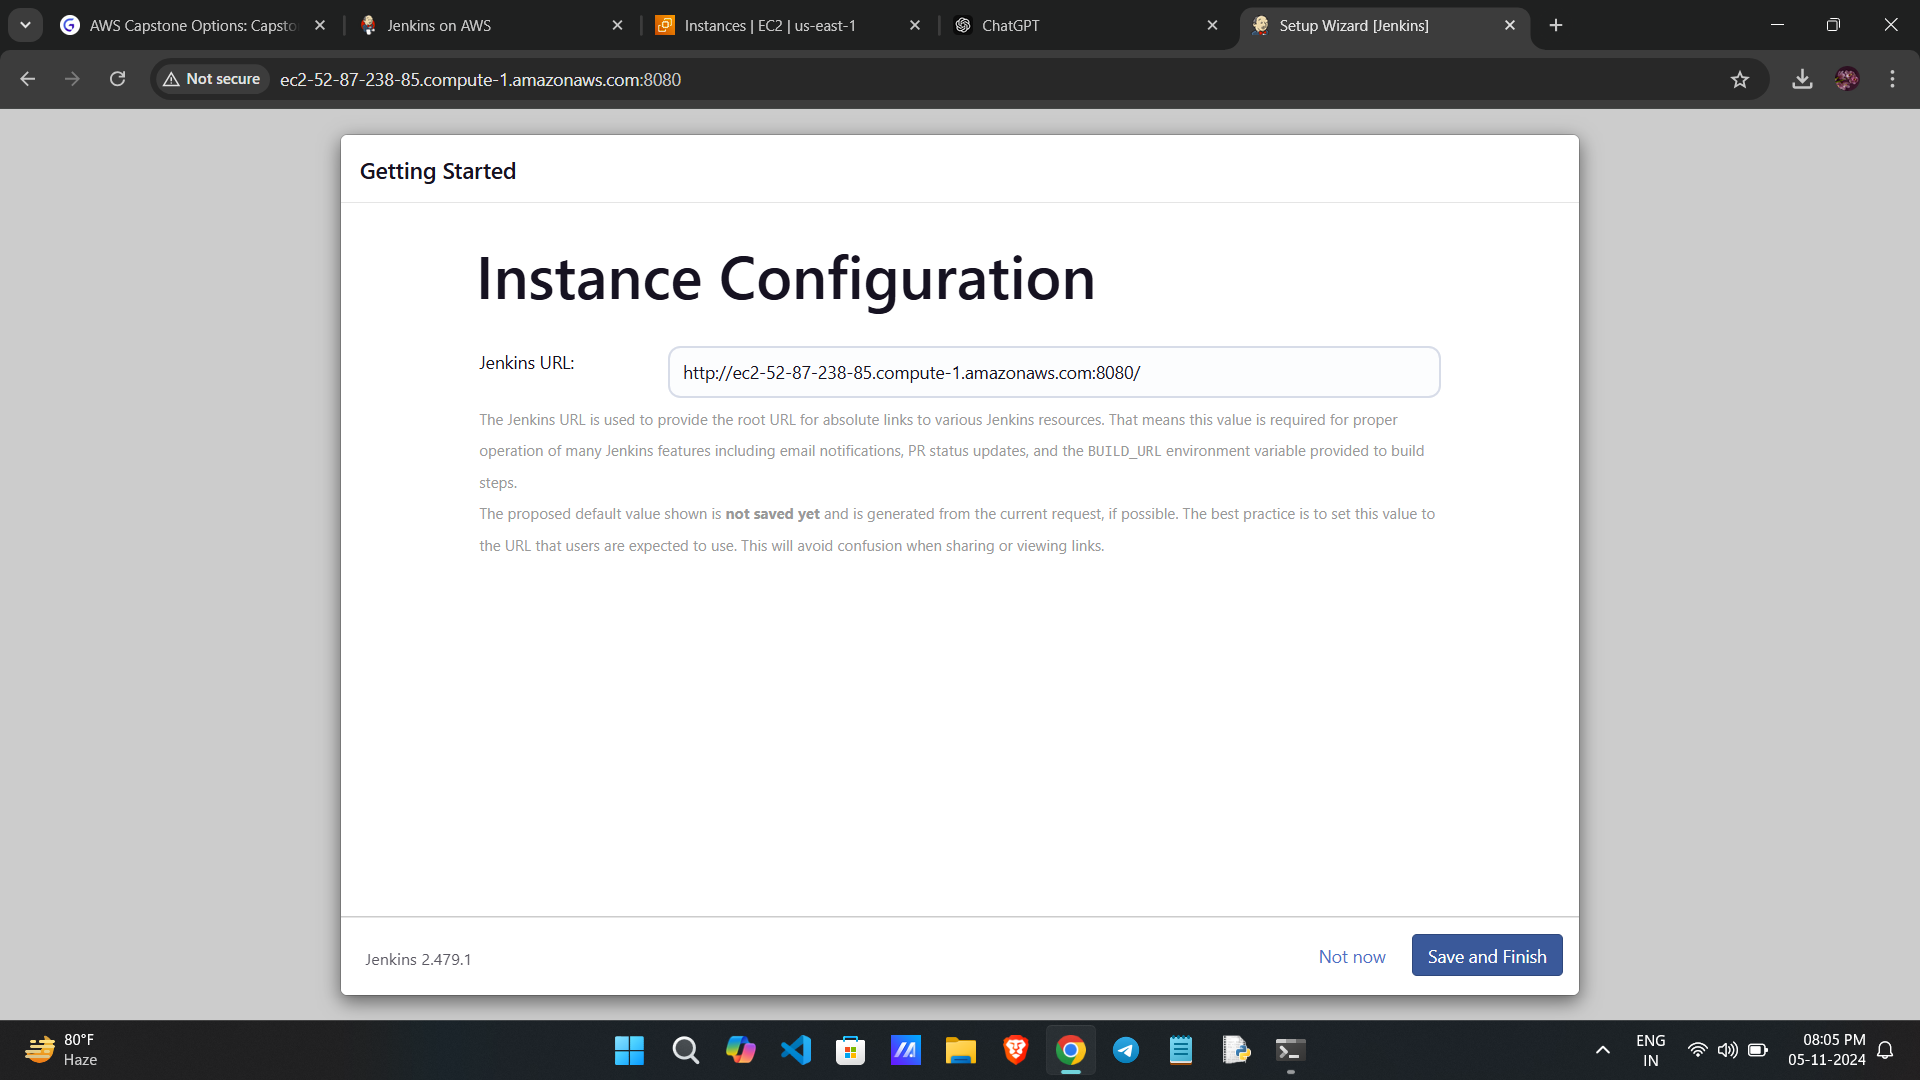 AWS Capstone Options: Capsto
Jenkins on AWS
Instances | EC2 | us-east-1
ChatGPT
Setup Wizard [Jenkins]
Not secure
ec2-52-87-238-85.compute-1.amazonaws.com:8080
Getting Started
Instance Configuration
Jenkins URL:
http://ec2-52-87-238-85.compute-1.amazonaws.com:8080/
The Jenkins URL is used to provide the root URL for absolute links to various Jenkins resources. That means this value is required for proper
operation of many Jenkins features including email notifications, PR status updates, and the BUILD_URL environment variable provided to build
steps.
The proposed default value shown is not saved yet and is generated from the current request, if possible. The best practice is to set this value to
the URL that users are expected to use. This will avoid confusion when sharing or viewing links.
Jenkins 2.479.1
Not now
Save and Finish
80°F
Haze
ENG
IN
08:05 PM
05-11-2024